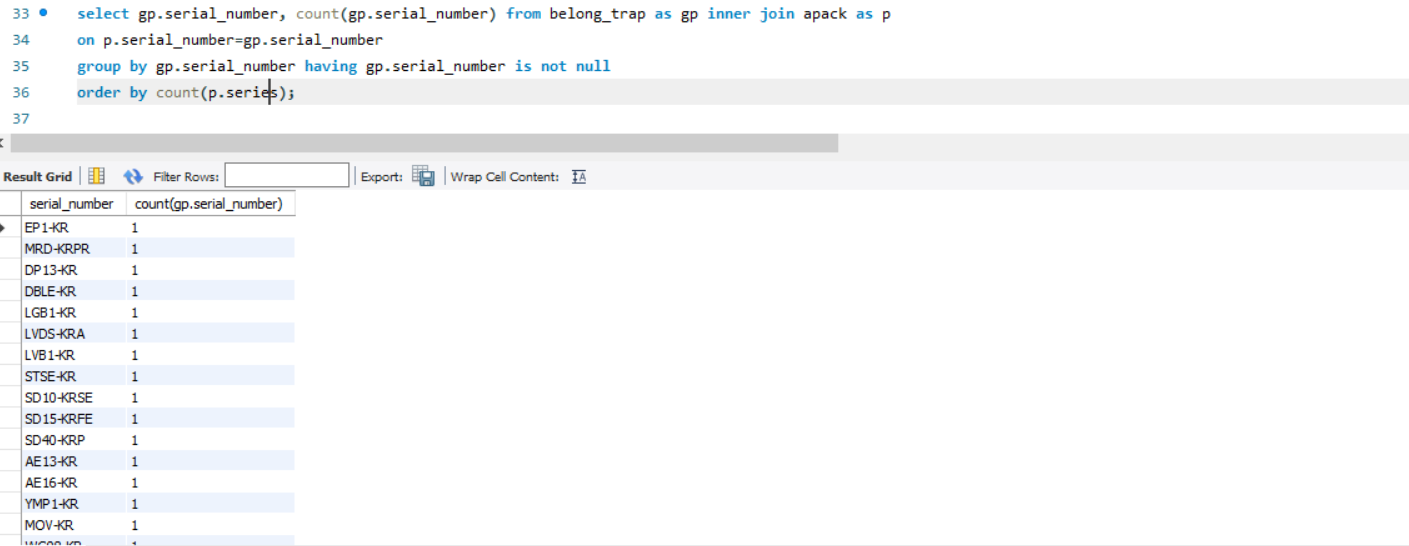 33 select gp.serial_number, count(gp.serial_number) from belong_trap as gp inner join apack as p
34 on p.serial_number=gp.serial_number
35 group by gp.serial_number having gp.serial_number is not null
36 order by count(p.series);
37
Result Grid Filter Rows: Export: Wrap Cell Content:
serial_number count(gp.serial_number)
EP1-KR 1
MRD-KRPR 1
DP13-KR 1
DBLE-KR 1
LGB1-KR 1
LVDS-KRA 1
LVB1-KR 1
STSE-KR 1
SD10-KRSE 1
SD15-KRFE 1
SD40-KRP 1
AE13-KR 1
AE16-KR 1
YMP1-KR 1
MOV-KR 1